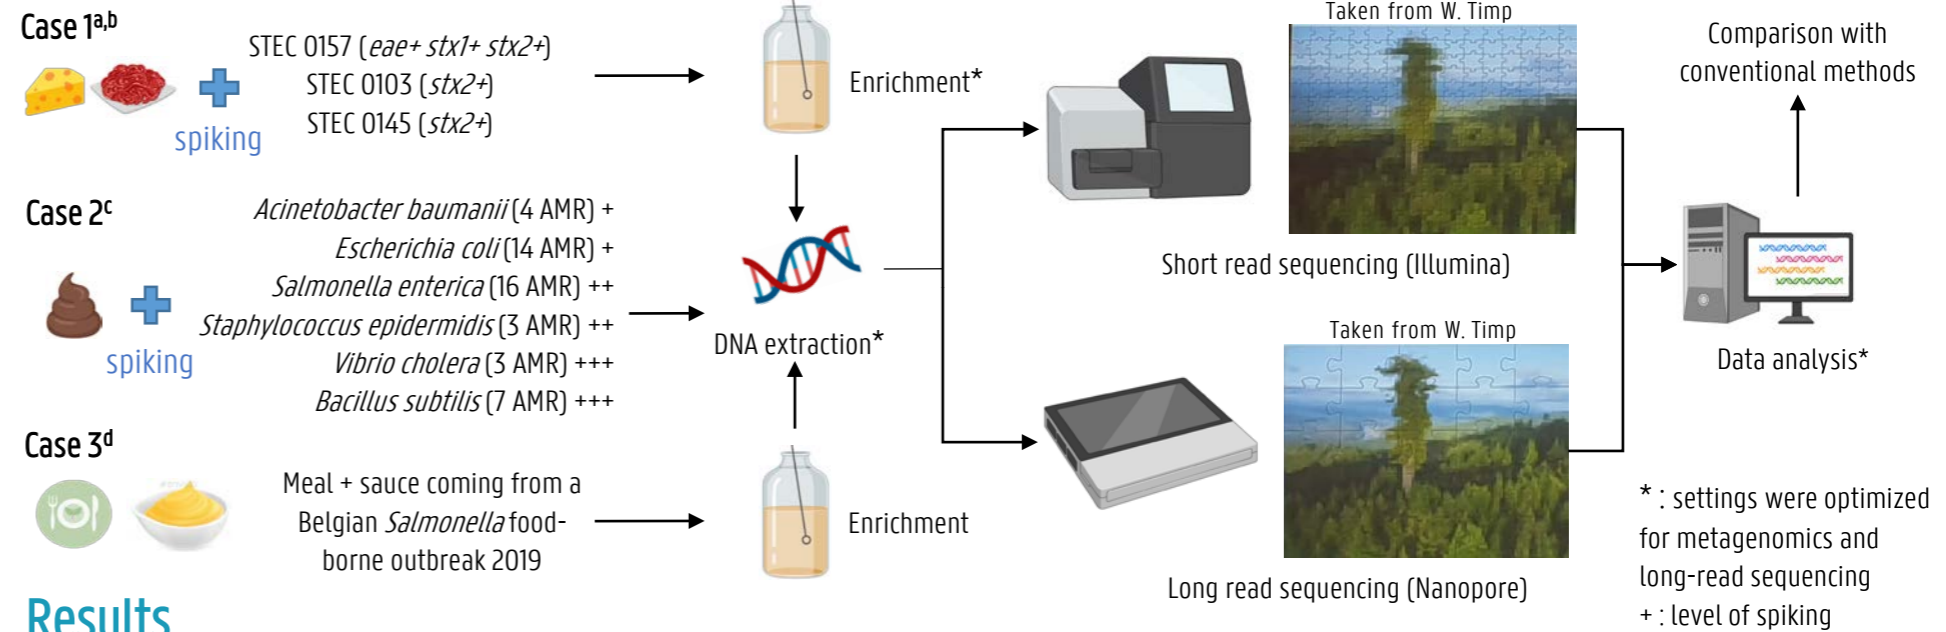 Case 1a,b
STEC O157 (eae+ stx1+ stx2+)
STEC O103 (stx2+)
STEC O145 (stx2+)
spiking
Enrichment*
Case 2c
Acinetobacter baumanii (4 AMR) +
Escherichia coli (14 AMR) +
Salmonella enterica (16 AMR) ++
Staphylococcus epidermidis (3 AMR) ++
Vibrio cholera (3 AMR) +++
Bacillus subtilis (7 AMR) +++
spiking
DNA extraction*
Case 3d
Meal + sauce coming from a
Belgian Salmonella food-
borne outbreak 2019
Enrichment
Taken from W. Timp
Short read sequencing (Illumina)
Taken from W. Timp
Long read sequencing (Nanopore)
Comparison with
conventional methods
Data analysis*
* : settings were optimized
for metagenomics and
long-read sequencing
+ : level of spiking
Results